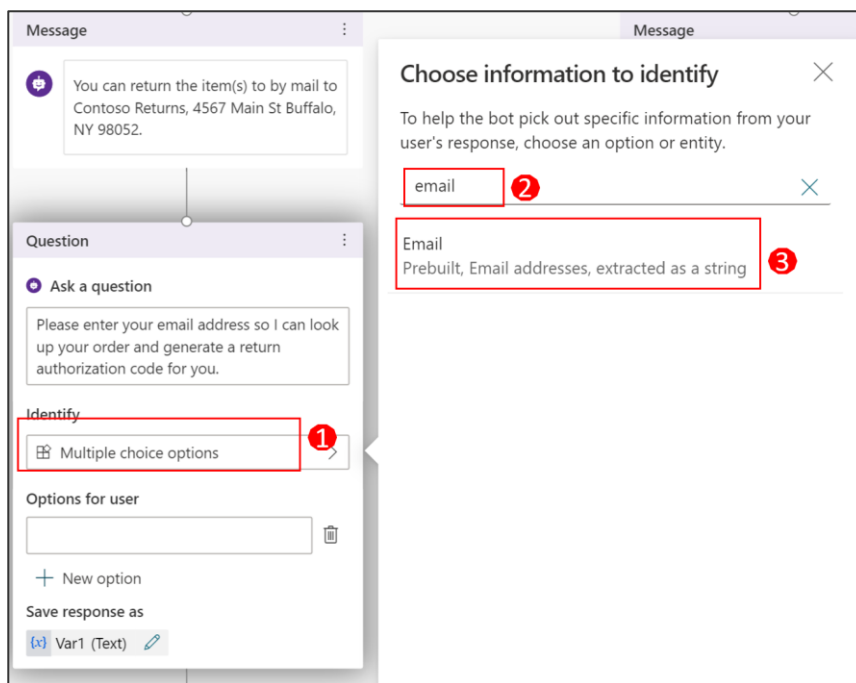 Message
You can return the item(s) to by mail to
Contoso Returns, 4567 Main St Buffalo,
NY 98052.
Question
Ask a question
Please enter your email address so I can look
up your order and generate a return
authorization code for you.
Identify
Multiple choice options
1
Options for user
New option
Save response as
{x} Var1 (Text)
Message
Choose information to identify
To help the bot pick out specific information from your
user's response, choose an option or entity.
email
2
Email
Prebuilt, Email addresses, extracted as a string
3